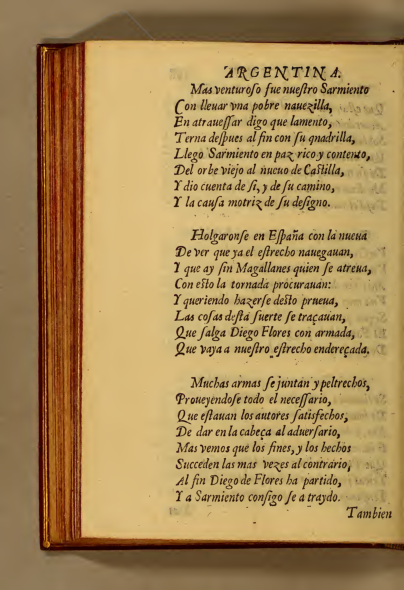 ARGENTINA.
Mas venturoſo fue nueſtro Sarmiento
Con lleuar vna pobre nauezilla,
En atraueſſar digo que lamento,
Terna deſpues al fin con ſu qnadrilla,
Llego Sarmiento en paz rico y contento,
Del orbe viejo al nueuo de Caſtilla,
Y dio cuenta de ſi, y de ſu camino,
Y la cauſa motriz de ſu deſigno.
Holgaronſe en Eſpaña con la nueua
De ver que ya el eſtrecho nauegauan,
Y que ay ſin Magallanes quien ſe atreua,
Con eſto la tornada procurauan:
Y queriendo hazerſe deſto prueua,
Las coſas deſta ſuerte ſe traçauan,
Que ſalga Diego Flores con armada,
Que vaya a nueſtro eſtrecho endereçada.
Muchas armas ſe juntan y peltrechos,
Proueyendoſe todo el neceſſario,
Que eſtauan los autores ſatisfechos,
De dar en la cabeça al aduerſario,
Mas vemos que los fines, y los hechos
Succeden las mas vezes al contrario,
Al fin Diego de Flores ha partido,
Y a Sarmiento conſigo ſe a traydo.
Tambien